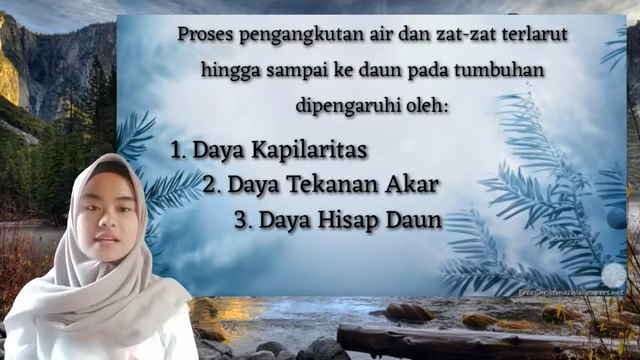 Proses pengangkutan air dan zat-zat terlarut
hingga sampai ke daun pada tumbuhan
dipengaruhi oleh:
1. Daya Kapilaritas
2. Daya Tekanan Akar
3. Daya Hisap Daun
FreeChristmasWallpapers.net